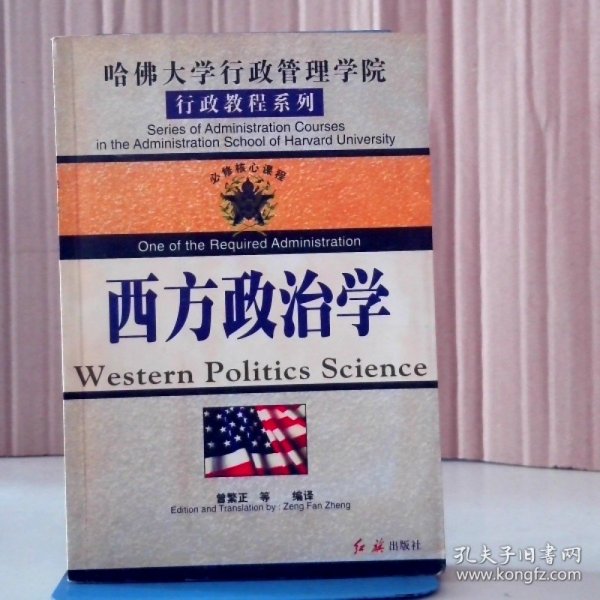 哈佛大学行政管理学院
行政教程系列
Series of Administration Courses
in the Administration School of Harvard University
必修核心课程
One of the Required Administration
西方政治学
Western Politics Science
曾繁正 等 编译
Edition and Translation by: Zeng Fan Zheng
红旗出版社
孔夫子旧书网
www.kongfz.com